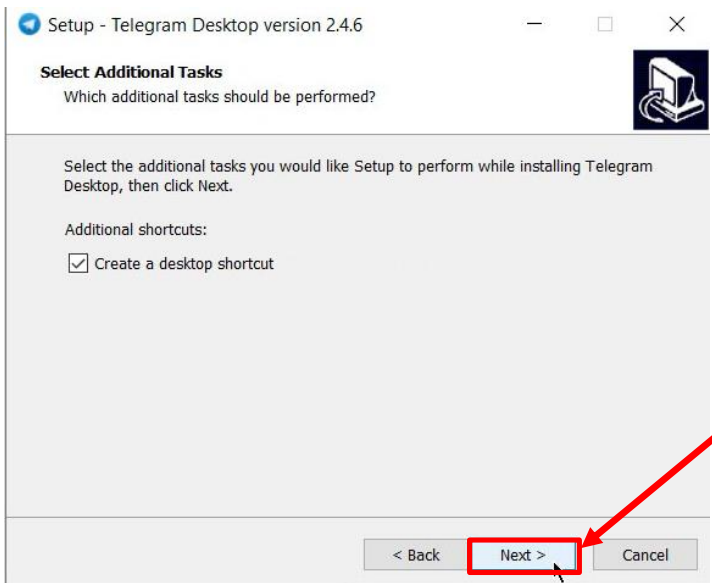 Setup - Telegram Desktop version 2.4.6
Select Additional Tasks
Which additional tasks should be performed?
Select the additional tasks you would like Setup to perform while installing Telegram
Desktop, then click Next.
Additional shortcuts:
Create a desktop shortcut
< Back Next > Cancel